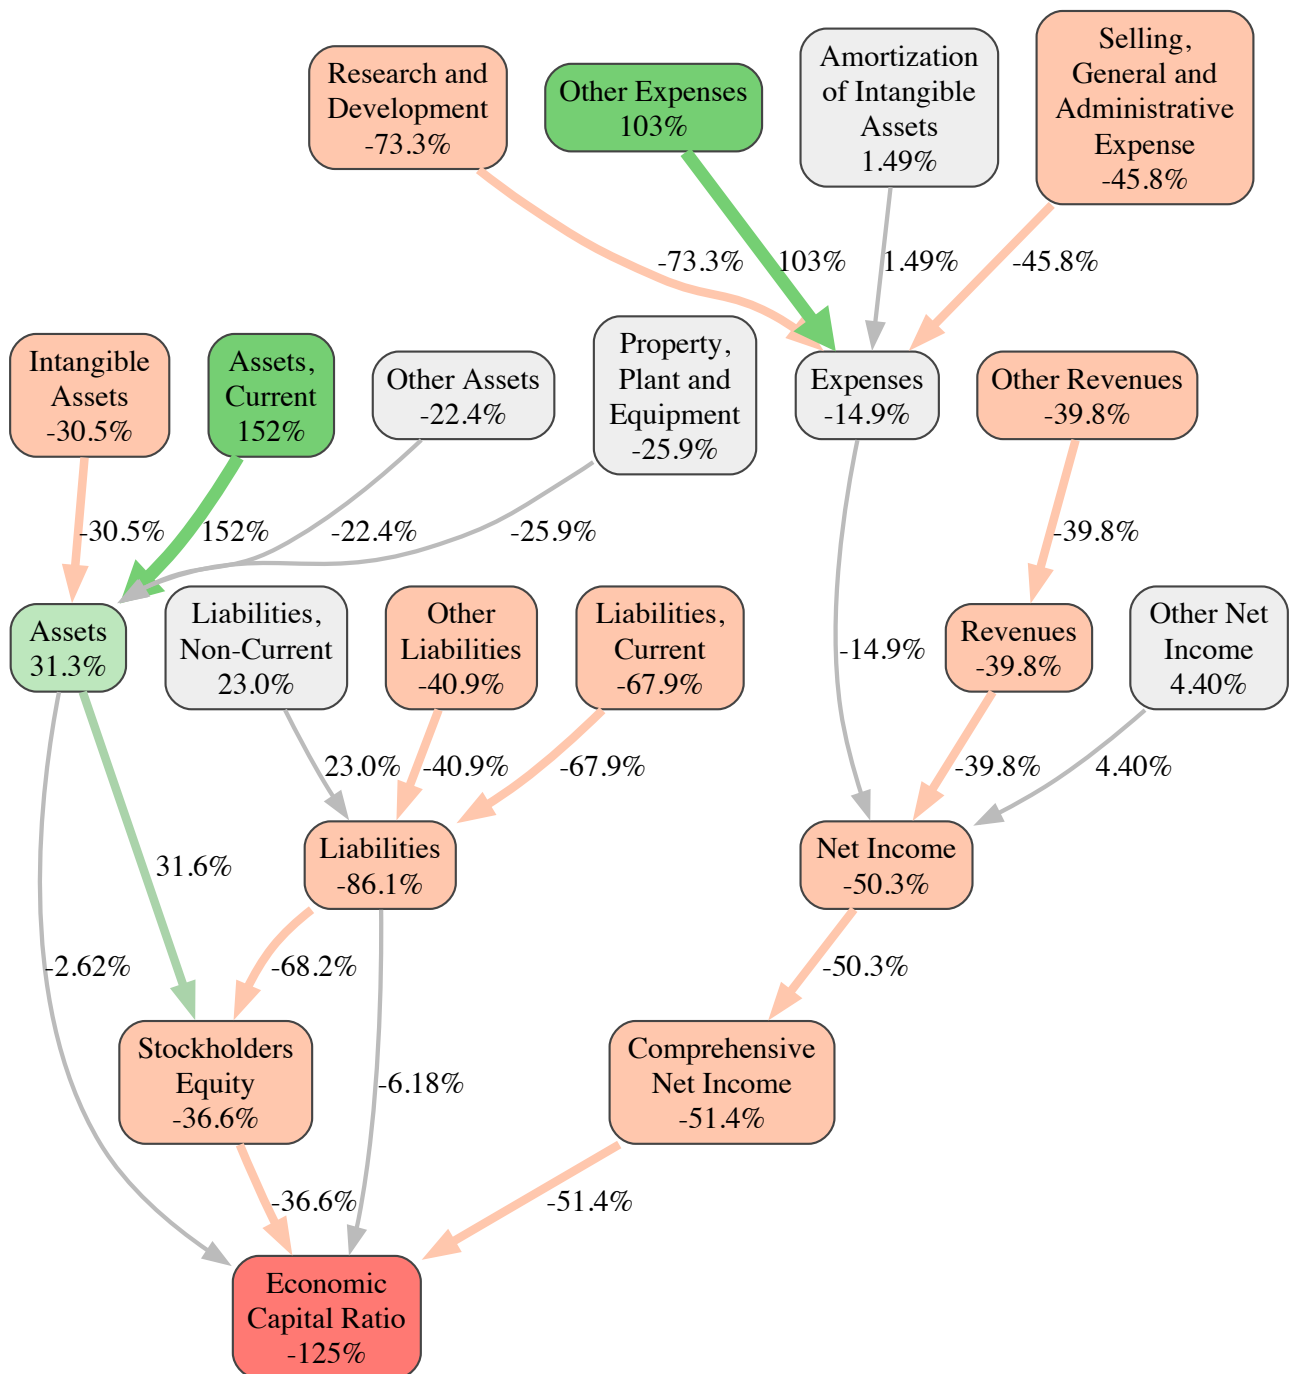 Research and
Development
-73.3%
Other Expenses
103%
Amortization
of Intangible
Assets
1.49%
Selling,
General and
Administrative
Expense
-45.8%
-73.3%
103%
1.49%
-45.8%
Intangible
Assets
-30.5%
Assets,
Current
152%
Other Assets
-22.4%
Property,
Plant and
Equipment
-25.9%
Expenses
-14.9%
Other Revenues
-39.8%
-30.5%
152%
-22.4%
-25.9%
-39.8%
Assets
31.3%
Liabilities,
Non-Current
23.0%
Other
Liabilities
-40.9%
Liabilities,
Current
-67.9%
-14.9%
Revenues
-39.8%
Other Net
Income
4.40%
23.0%
-40.9%
-67.9%
-39.8%
4.40%
31.6%
Liabilities
-86.1%
Net Income
-50.3%
-2.62%
-68.2%
-50.3%
Stockholders
Equity
-36.6%
-6.18%
Comprehensive
Net Income
-51.4%
-36.6%
-51.4%
Economic
Capital Ratio
-125%